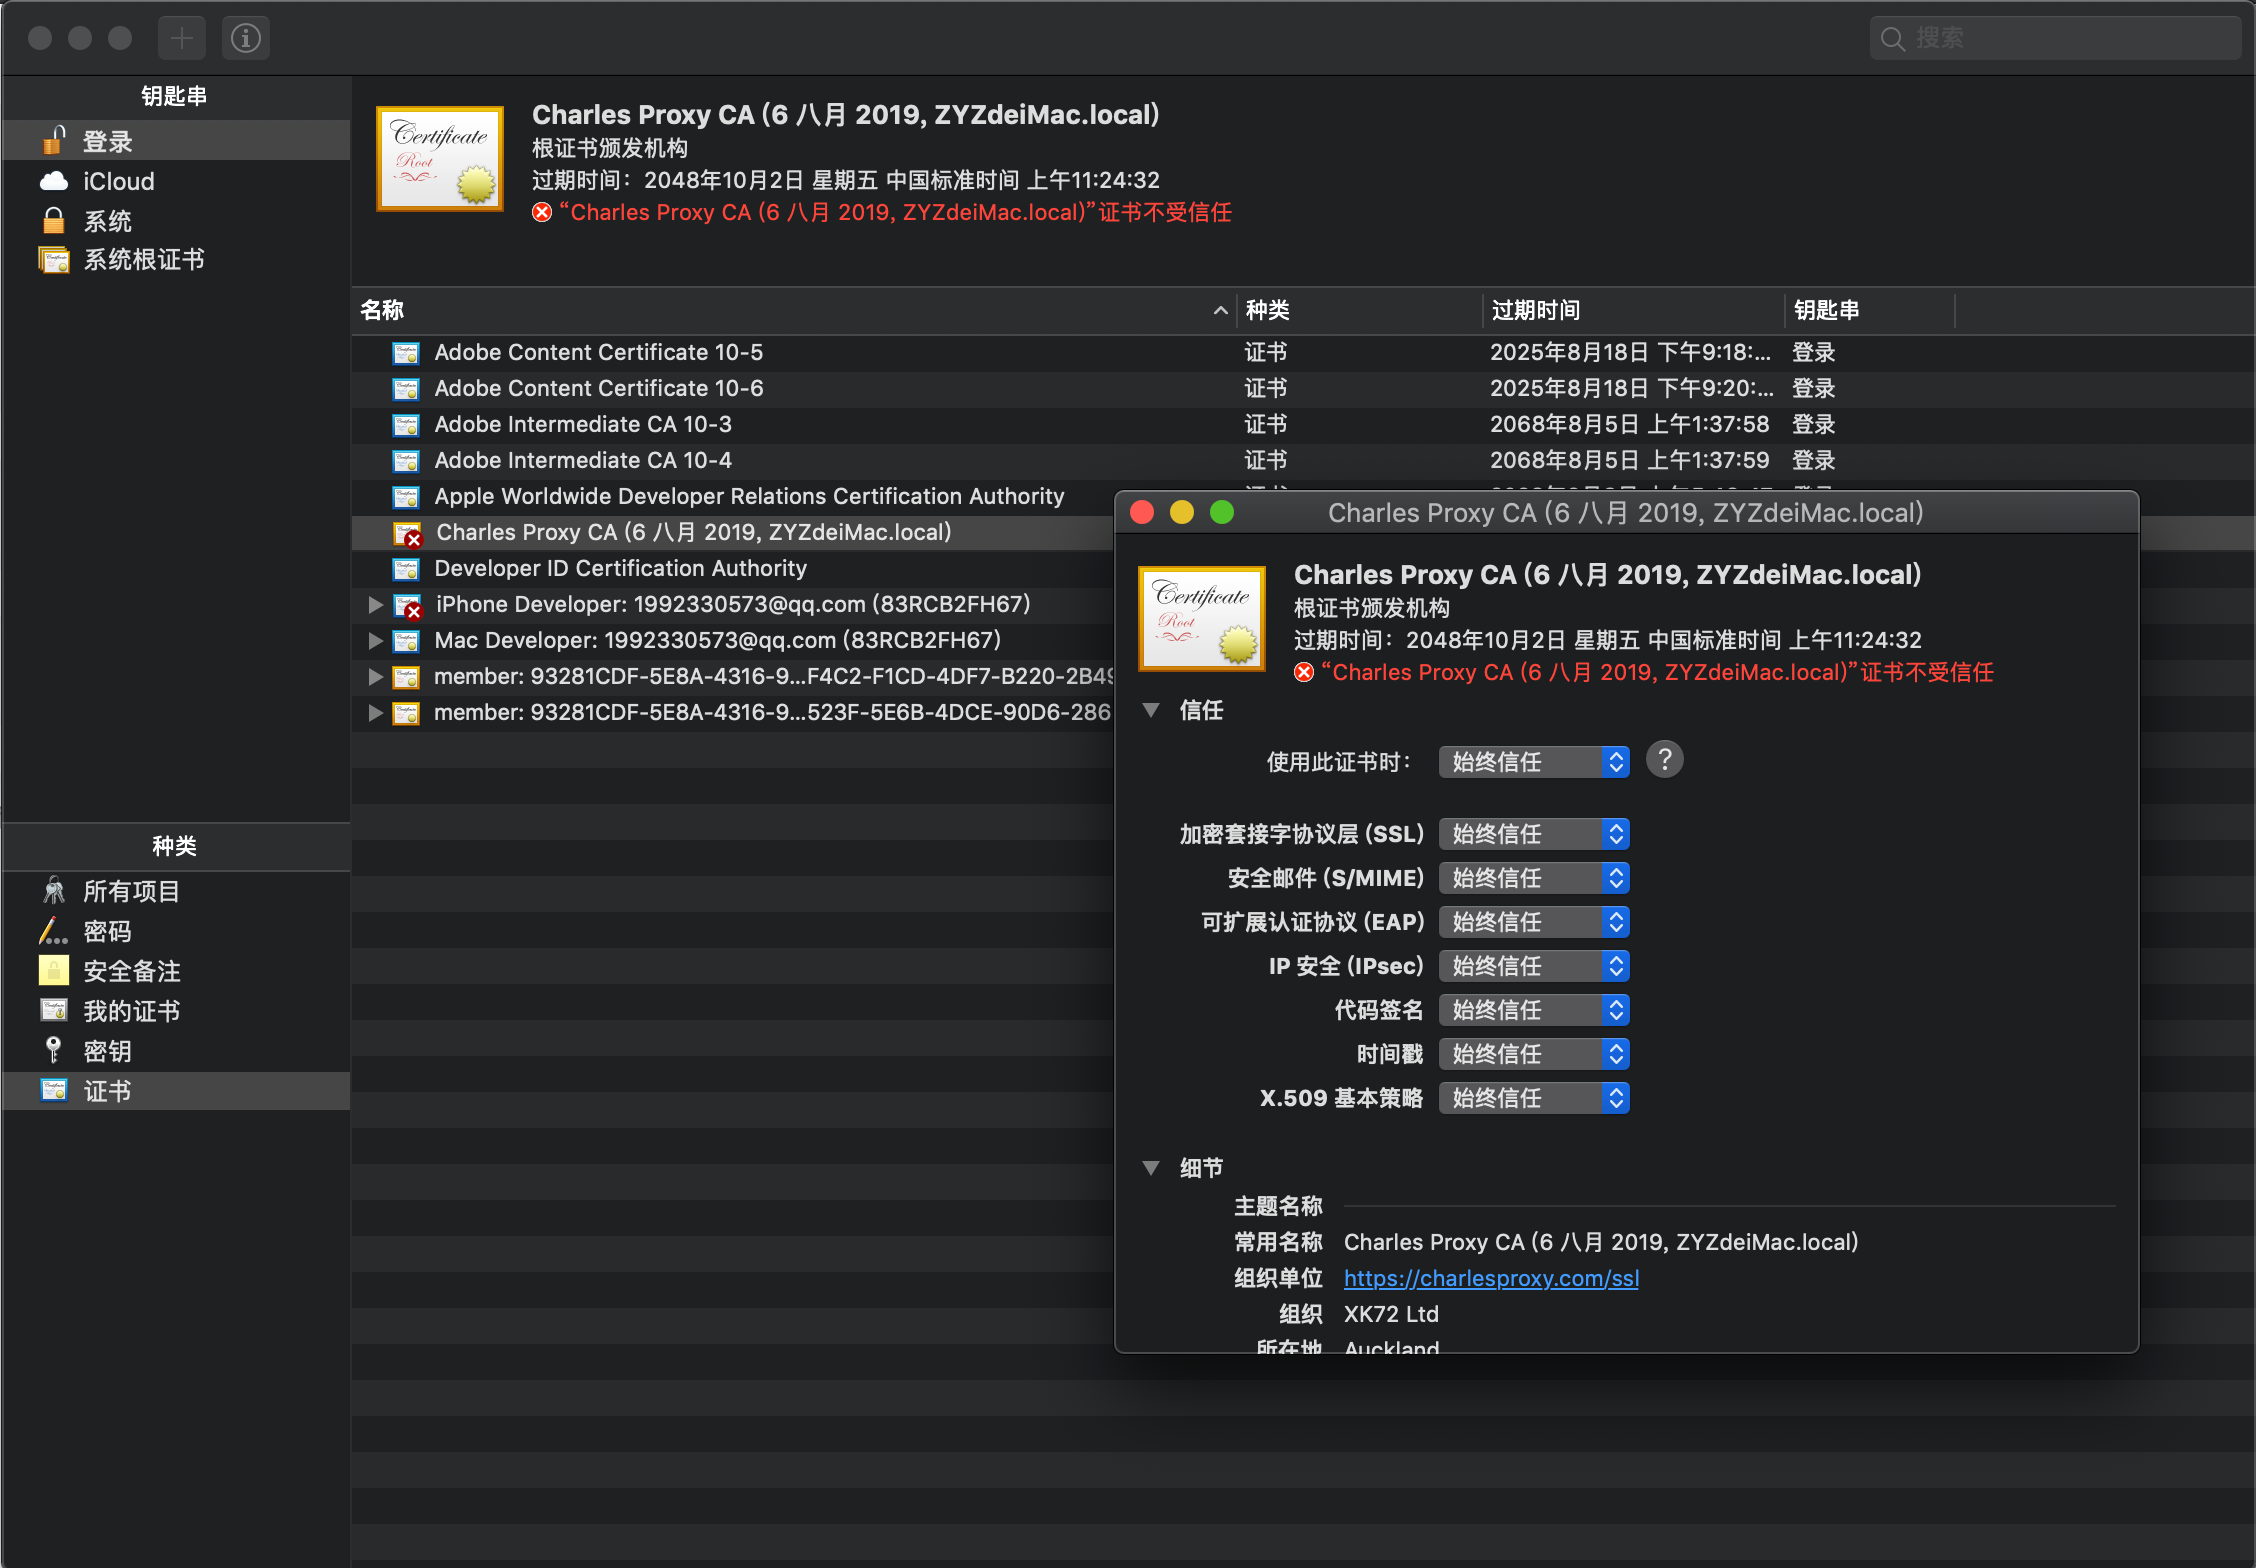 搜索
钥匙串
登录
iCloud
系统
系统根证书
Charles Proxy CA (6 八月 2019, ZYZdeiMac.local)
根证书颁发机构
过期时间：2048年10月2日 星期五 中国标准时间 上午11:24:32
“Charles Proxy CA (6 八月 2019, ZYZdeiMac.local)”证书不受信任
名称 种类 过期时间 钥匙串
Adobe Content Certificate 10-5 证书 2025年8月18日 下午9:18:... 登录
Adobe Content Certificate 10-6 证书 2025年8月18日 下午9:20:... 登录
Adobe Intermediate CA 10-3 证书 2068年8月5日 上午1:37:58 登录
Adobe Intermediate CA 10-4 证书 2068年8月5日 上午1:37:59 登录
Apple Worldwide Developer Relations Certification Authority
Charles Proxy CA (6 八月 2019, ZYZdeiMac.local)
Developer ID Certification Authority
iPhone Developer: 1992330573@qq.com (83RCB2FH67)
Mac Developer: 1992330573@qq.com (83RCB2FH67)
member: 93281CDF-5E8A-4316-9...F4C2-F1CD-4DF7-B220-2B49
member: 93281CDF-5E8A-4316-9...523F-5E6B-4DCE-90D6-286
种类
所有项目
密码
安全备注
我的证书
密钥
证书
Charles Proxy CA (6 八月 2019, ZYZdeiMac.local)
Certificate
Root
Charles Proxy CA (6 八月 2019, ZYZdeiMac.local)
根证书颁发机构
过期时间：2048年10月2日 星期五 中国标准时间 上午11:24:32
“Charles Proxy CA (6 八月 2019, ZYZdeiMac.local)”证书不受信任
信任
使用此证书时： 始终信任 ?
加密套接字协议层 (SSL) 始终信任
安全邮件 (S/MIME) 始终信任
可扩展认证协议 (EAP) 始终信任
IP 安全 (IPsec) 始终信任
代码签名 始终信任
时间戳 始终信任
X.509 基本策略 始终信任
细节
主题名称
常用名称 Charles Proxy CA (6 八月 2019, ZYZdeiMac.local)
组织单位 https://charlesproxy.com/ssl
组织 XK72 Ltd
所在地 Auckland
Certificate
Root